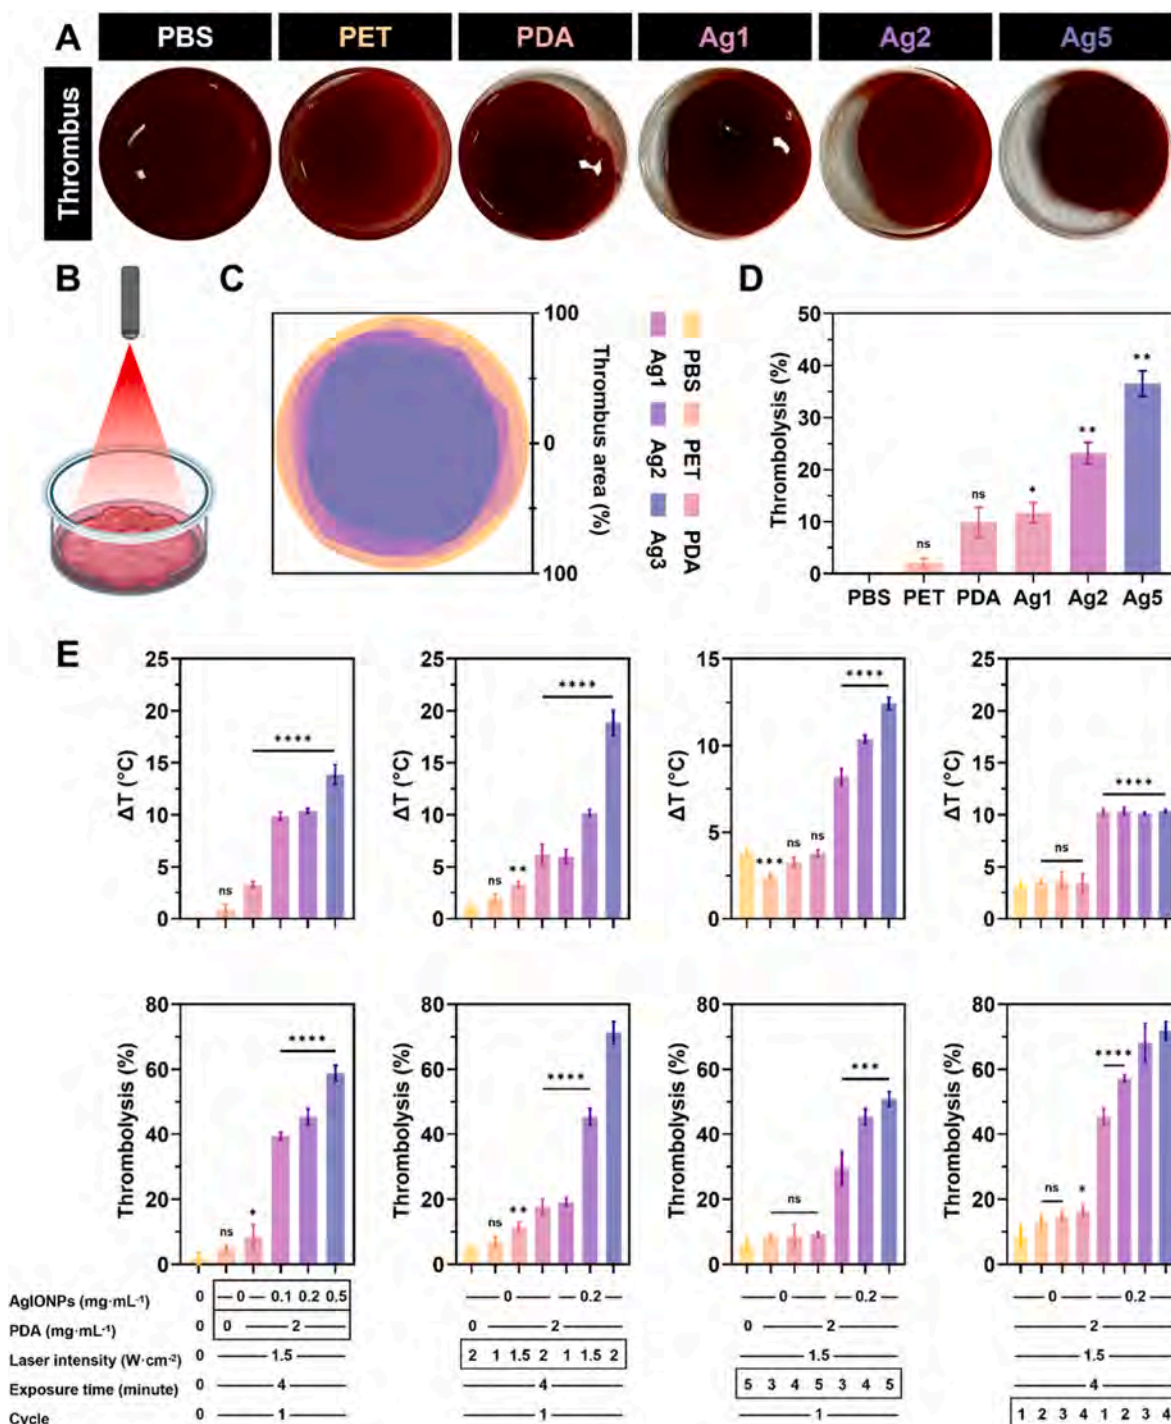 A
PBS PET PDA Ag1 Ag2 Ag5
Thrombus
B
C
100
0
100
Thrombus area (%)
Ag1 Ag2 Ag3
PBS PET PDA
D
Thrombolysis (%)
50
40
30
20
10
0
ns
ns
*
**
**
PBS PET PDA Ag1 Ag2 Ag5
E
ΔT (°C)
25
20
15
10
5
0
ns
****
ΔT (°C)
25
20
15
10
5
0
ns
**
****
ΔT (°C)
15
10
5
0
***
ns
ns
****
ΔT (°C)
25
20
15
10
5
0
ns
****
Thrombolysis (%)
80
60
40
20
0
ns
*
****
Thrombolysis (%)
80
60
40
20
0
ns
**
****
Thrombolysis (%)
80
60
40
20
0
ns
***
Thrombolysis (%)
80
60
40
20
0
ns
*
****
AgIONPs (mg·mL⁻¹) 0 0 0.1 0.2 0.5 0 0.2 0 0.2 0 0.2
PDA (mg·mL⁻¹) 0 0 2 0 2 0 2 2
Laser intensity (W·cm⁻²) 0 1.5 2 1 1.5 2 1 1.5 2 1.5 1.5
Exposure time (minute) 0 4 4 5 3 4 5 3 4 5 4
Cycle 0 1 1 1 1 2 3 4 1 2 3 4